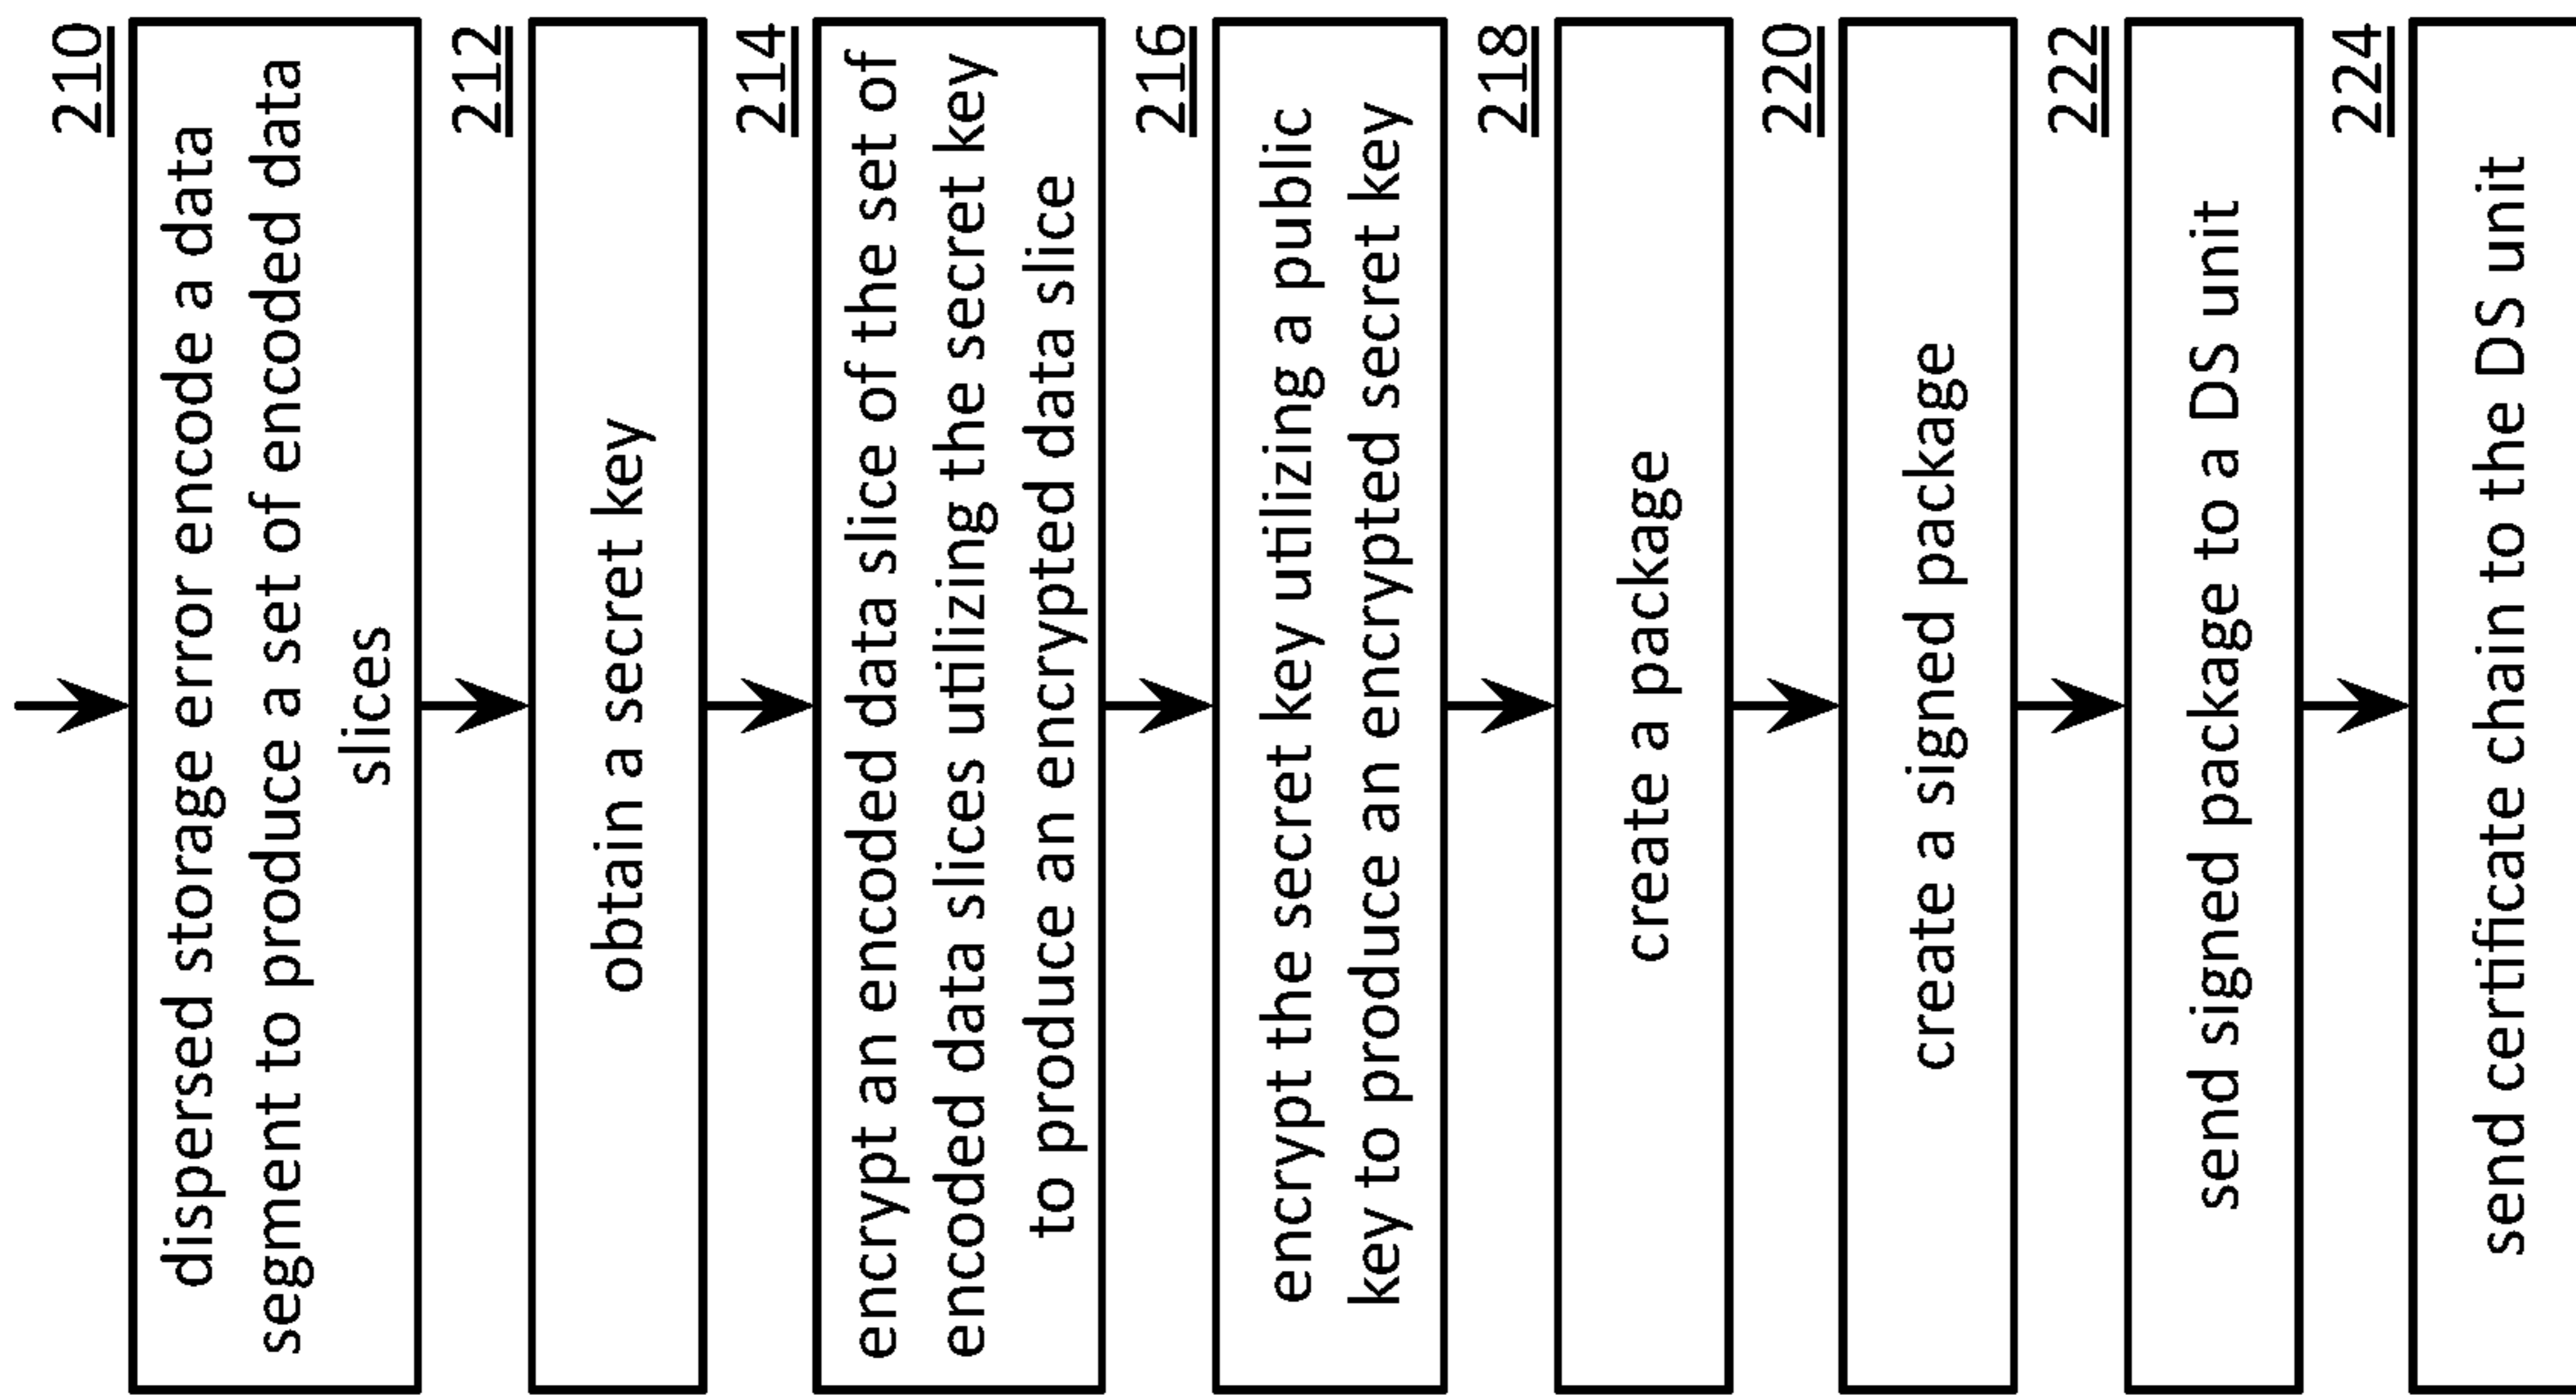 210
dispersed storage error encode a data
segment to produce a set of encoded data
slices
212
obtain a secret key
214
encrypt an encoded data slice of the set of
encoded data slices utilizing the secret key
to produce an encrypted data slice
216
encrypt the secret key utilizing a public
key to produce an encrypted secret key
218
create a package
220
create a signed package
222
send signed package to a DS unit
224
send certificate chain to the DS unit